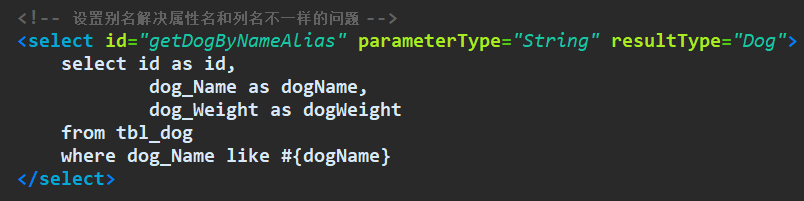 <!-- 设置别名解决属性名和列名不一样的问题 -->
<select id="getDogByNameAlias" parameterType="String" resultType="Dog">
    select id as id,
            dog_Name as dogName,
            dog_Weight as dogWeight
    from tbl_dog
    where dog_Name like #{dogName}
</select>